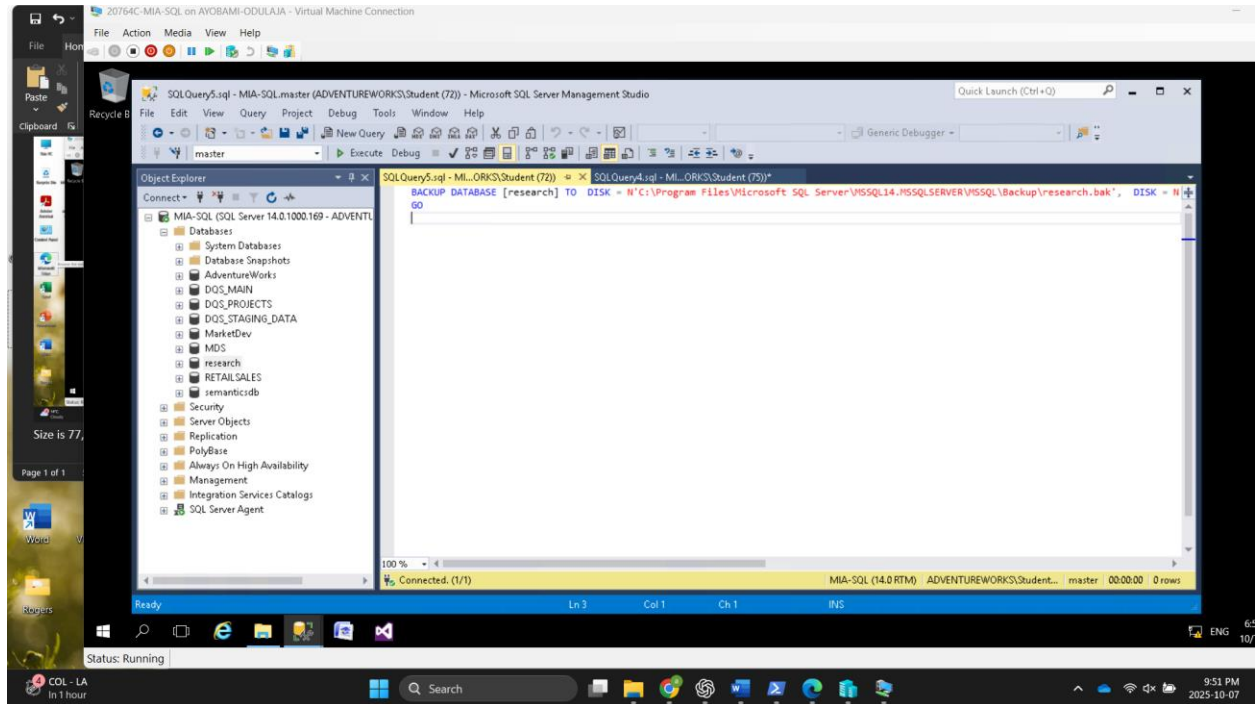 20764C-MIA-SQL on AYOBAMI-ODULAJA - Virtual Machine Connection
File Action Media View Help
File Hom
Paste
Clipboard
Recycle B
SQLQuery5.sql - MIA-SQL.master (ADVENTUREWORKS\Student (72)) - Microsoft SQL Server Management Studio
Quick Launch (Ctrl+Q)
File Edit View Query Project Debug Tools Window Help
New Query
Generic Debugger
master
Execute Debug
Object Explorer
SQLQuery5.sql - MI...ORKS\Student (72))
SQLQuery4.sql - MI...ORKS\Student (75))*
Connect
BACKUP DATABASE [research] TO DISK = N'C:\Program Files\Microsoft SQL Server\MSSQL14.MSSQLSERVER\MSSQL\Backup\research.bak', DISK = N
GO
MIA-SQL (SQL Server 14.0.1000.169 - ADVENTU
Databases
System Databases
Database Snapshots
AdventureWorks
DQS_MAIN
DQS_PROJECTS
DQS_STAGING_DATA
MarketDev
MDS
research
RETAILSALES
semanticsdb
Security
Server Objects
Replication
PolyBase
Always On High Availability
Management
Integration Services Catalogs
SQL Server Agent
100 %
Connected. (1/1)
MIA-SQL (14.0 RTM) ADVENTUREWORKS\Student... master 00:00:00 0 rows
Ready
Ln 3 Col 1 Ch 1 INS
Size is 77,
Page 1 of 1
Word V
Rogers
ENG
6:5
10/
Status: Running
4
COL - LA
In 1 hour
Search
9:51 PM
2025-10-07